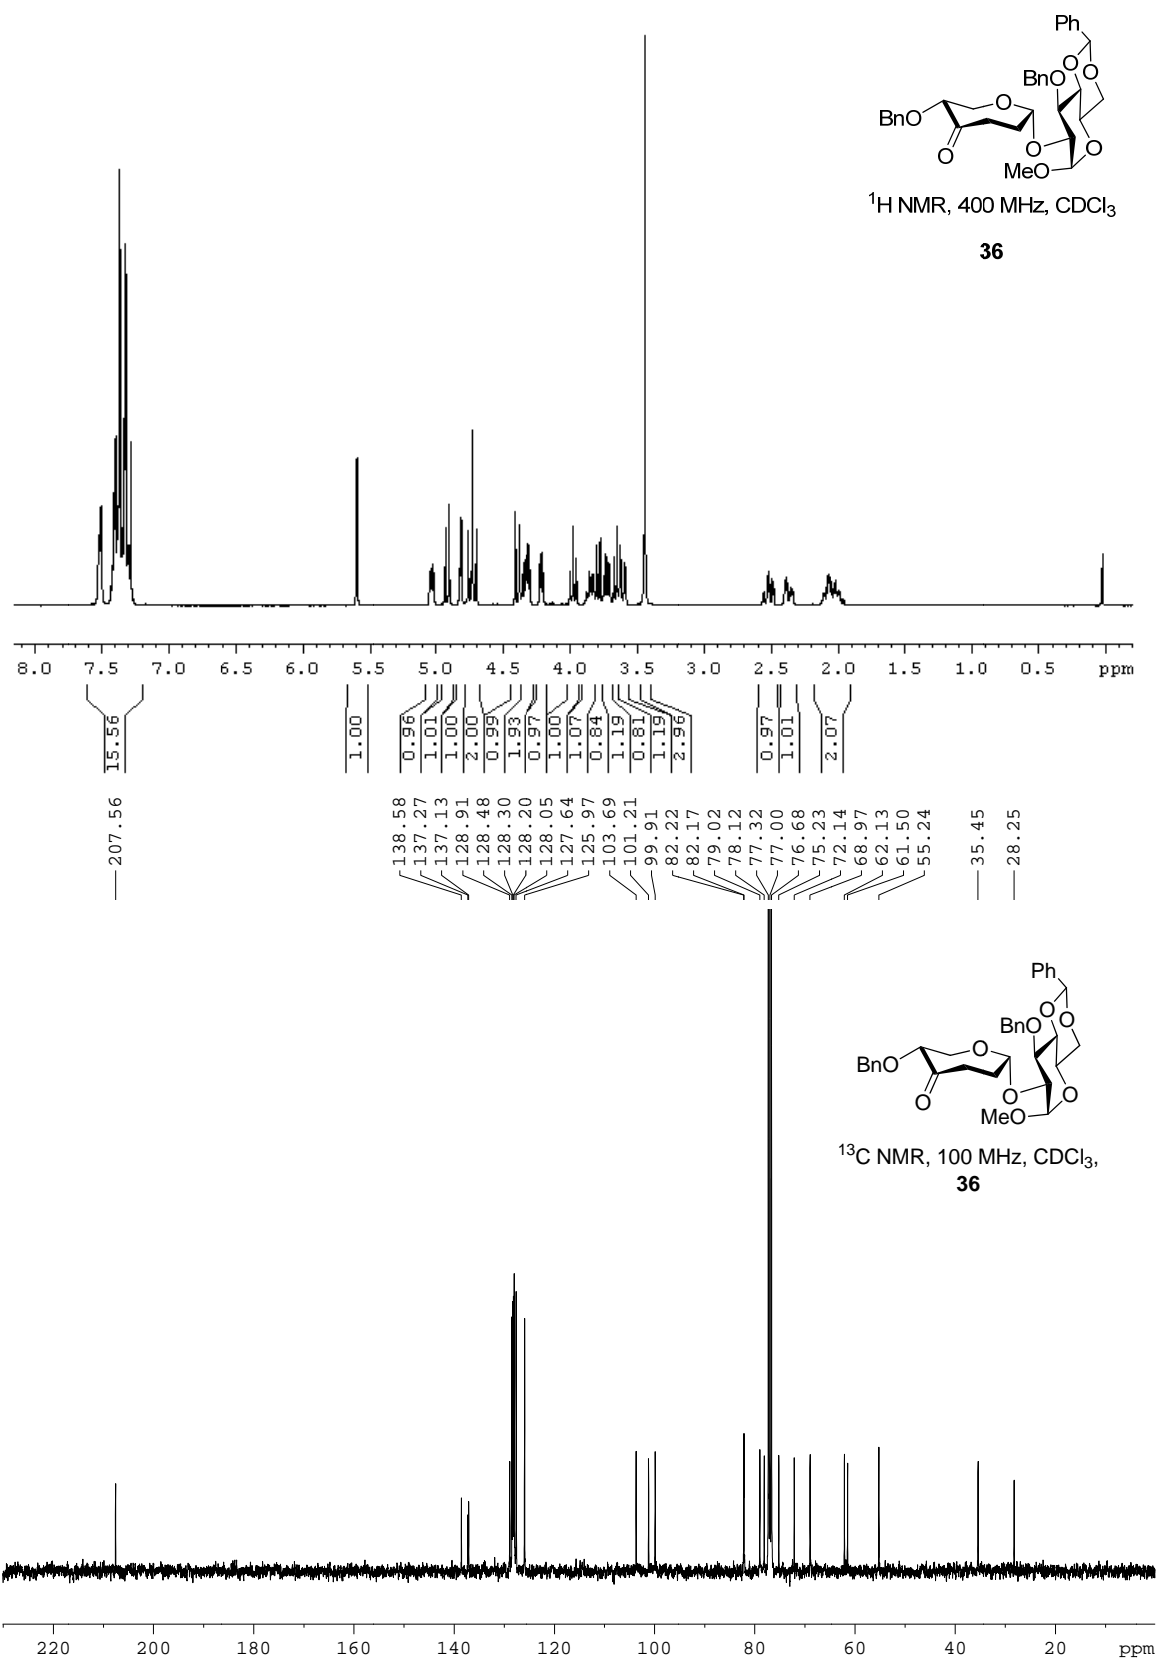 Ph
O
O
BnO
O
BnO
O
O
O
MeO
1H NMR, 400 MHz, CDCl3
36
8.0 7.5 7.0 6.5 6.0 5.5 5.0 4.5 4.0 3.5 3.0 2.5 2.0 1.5 1.0 0.5 ppm
15.56
1.00
0.96
1.01
1.00
2.00
0.99
1.93
0.97
1.00
1.07
0.84
1.19
0.81
1.19
2.96
0.97
1.01
2.07
207.56
138.58
137.27
137.13
128.91
128.48
128.30
128.20
128.05
127.64
125.97
103.69
101.21
99.91
82.22
82.17
79.02
78.12
77.32
77.00
76.68
75.23
72.14
68.97
62.13
61.50
55.24
35.45
28.25
Ph
O
O
BnO
O
BnO
O
O
O
MeO
13C NMR, 100 MHz, CDCl3,
36
220 200 180 160 140 120 100 80 60 40 20 ppm